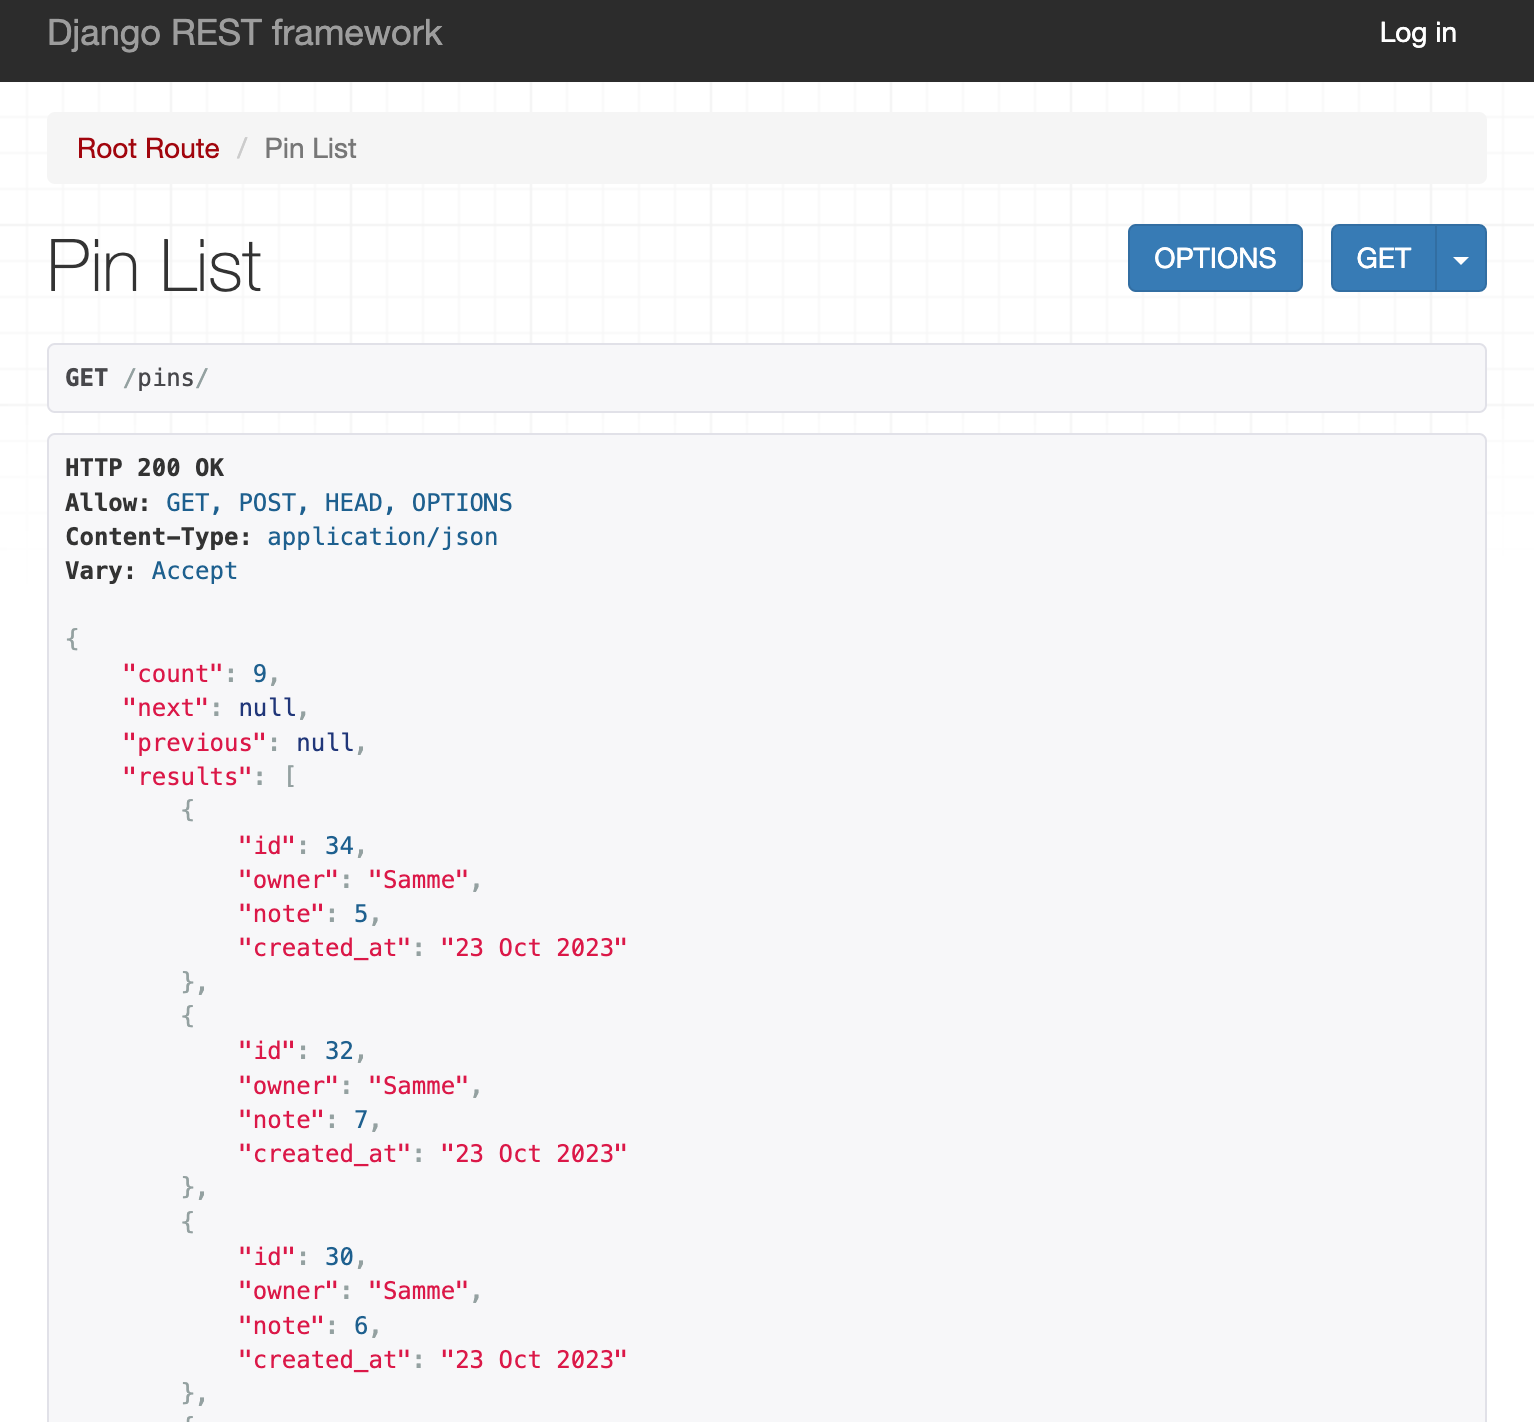 Django REST framework
Log in
Root Route / Pin List
Pin List
OPTIONS
GET
GET /pins/
HTTP 200 OK
Allow: GET, POST, HEAD, OPTIONS
Content-Type: application/json
Vary: Accept
{
"count": 9,
"next": null,
"previous": null,
"results": [
{
"id": 34,
"owner": "Samme",
"note": 5,
"created_at": "23 Oct 2023"
},
{
"id": 32,
"owner": "Samme",
"note": 7,
"created_at": "23 Oct 2023"
},
{
"id": 30,
"owner": "Samme",
"note": 6,
"created_at": "23 Oct 2023"
},
{